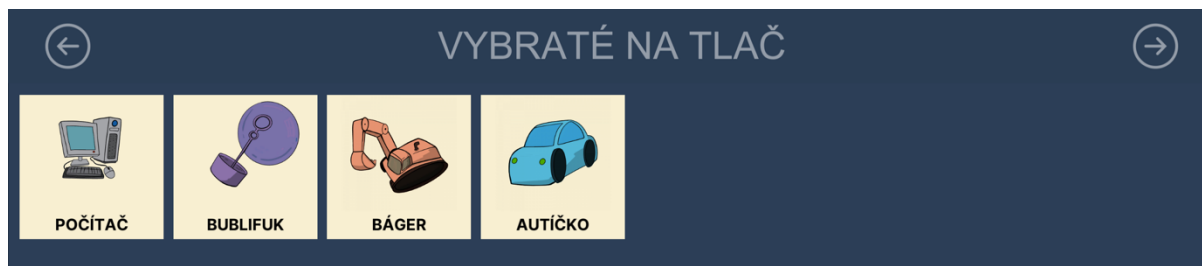 VYBRATÉ NA TLAČ
POČÍTAČ
BUBLIFUK
BÁGER
AUTÍČKO